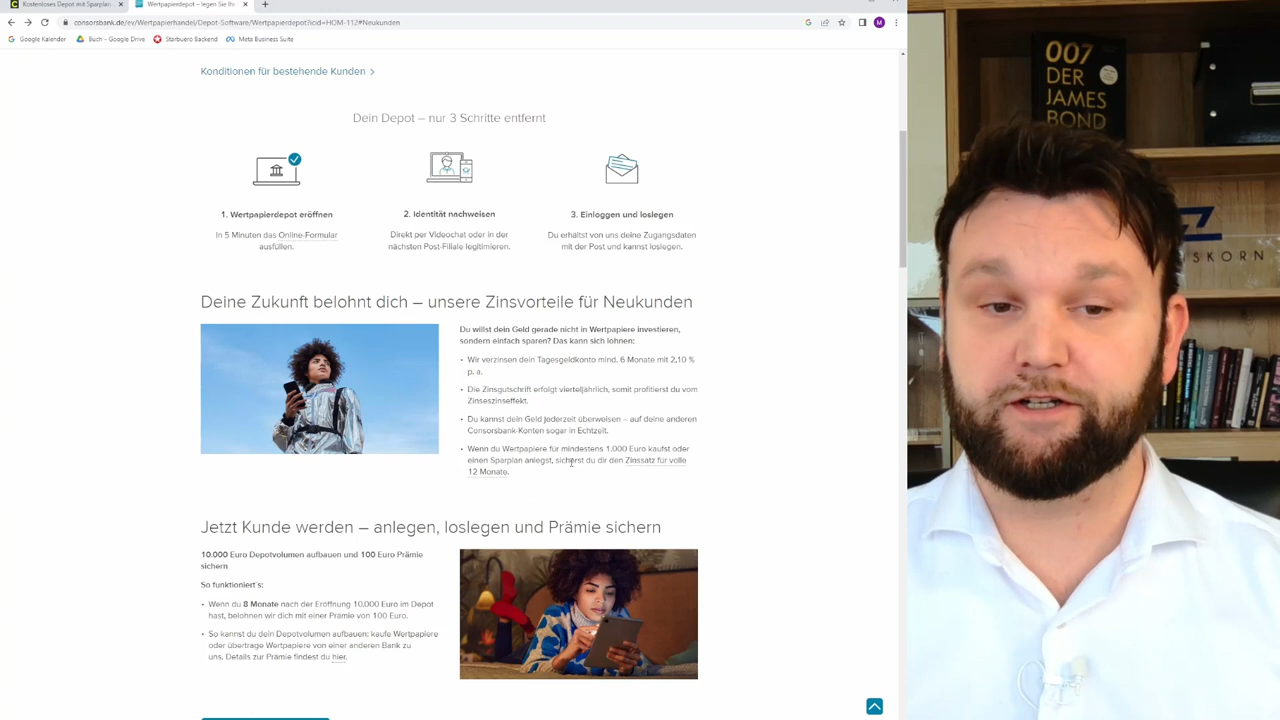 Kostenloses Depot mit Sparplan
Wertpapierdepot – legen Sie Ihr
consorsbank.de/ev/Wertpapierhandel/Depot-Software/Wertpapierdepot?icid=HOM-112#Neukunden
M
Google Kalender
Buch – Google Drive
Starbuero Backend
Meta Business Suite
Konditionen für bestehende Kunden
Dein Depot – nur 3 Schritte entfernt
1. Wertpapierdepot eröffnen
In 5 Minuten das Online-Formular
ausfüllen.
2. Identität nachweisen
Direkt per Videochat oder in der
nächsten Post-Filiale legitimieren.
3. Einloggen und loslegen
Du erhältst von uns deine Zugangsdaten
mit der Post und kannst loslegen.
Deine Zukunft belohnt dich – unsere Zinsvorteile für Neukunden
Du willst dein Geld gerade nicht in Wertpapiere investieren,
sondern einfach sparen? Das kann sich lohnen:
• Wir verzinsen dein Tagesgeldkonto mind. 6 Monate mit 2,10 %
p. a.
• Die Zinsgutschrift erfolgt vierteljährlich, somit profitierst du vom
Zinseszinseffekt.
• Du kannst dein Geld jederzeit überweisen – auf deine anderen
Consorsbank-Konten sogar in Echtzeit.
• Wenn du Wertpapiere für mindestens 1.000 Euro kaufst oder
einen Sparplan anlegst, sicherst du dir den Zinssatz für volle
12 Monate.
Jetzt Kunde werden – anlegen, loslegen und Prämie sichern
10.000 Euro Depotvolumen aufbauen und 100 Euro Prämie
sichern
So funktioniert´s:
• Wenn du 8 Monate nach der Eröffnung 10.000 Euro im Depot
hast, belohnen wir dich mit einer Prämie von 100 Euro.
• So kannst du dein Depotvolumen aufbauen: kaufe Wertpapiere
oder übertrage Wertpapiere von einer anderen Bank zu
uns. Details zur Prämie findest du hier.
007
DER
JAMES
BOND
SKORN